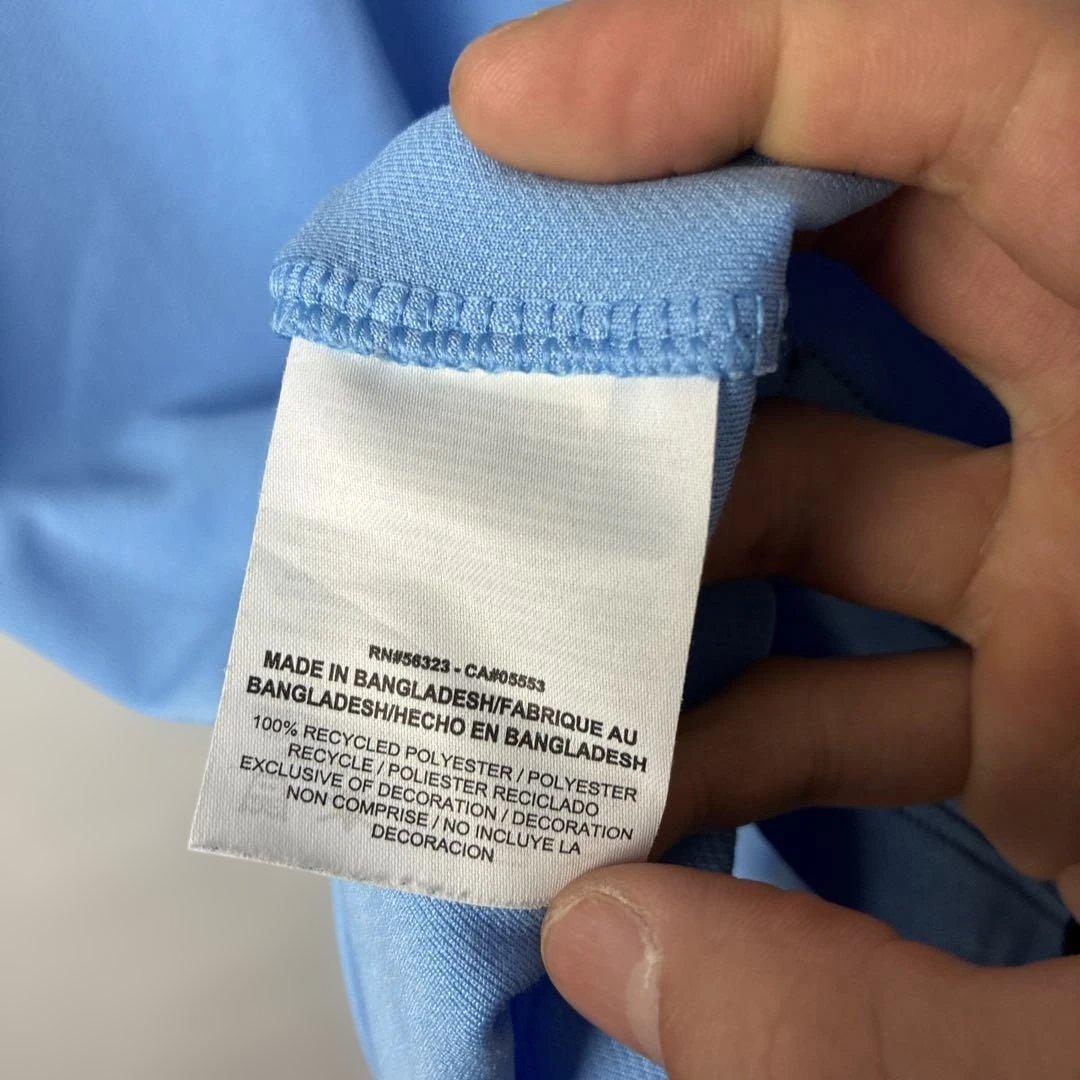 RN#56323 - CA#05553
MADE IN BANGLADESH/FABRIQUE AU
BANGLADESH/HECHO EN BANGLADESH
100% RECYCLED POLYESTER / POLYESTER
RECYCLE / POLIESTER RECICLADO
EXCLUSIVE OF DECORATION / DECORATION
NON COMPRISE / NO INCLUYE LA
DECORACION